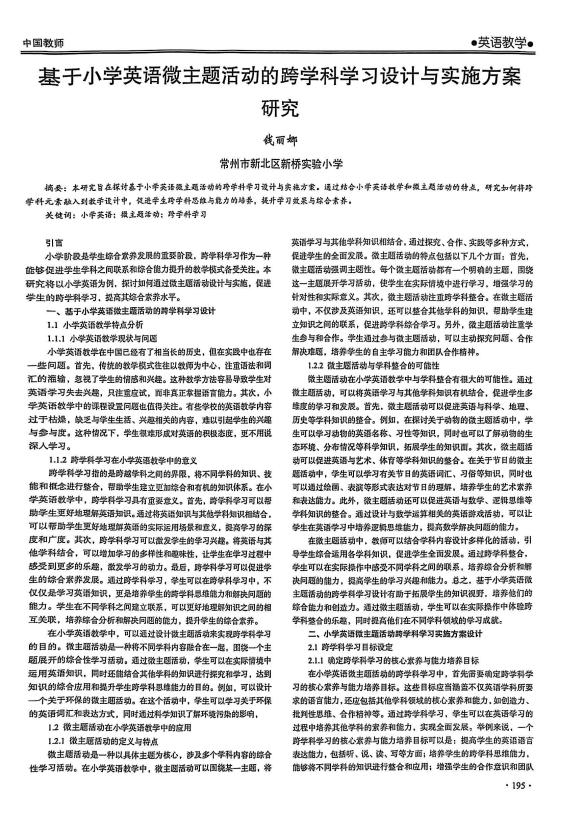 中国教师
●英语教学●
基于小学英语微主题活动的跨学科学习设计与实施方案
研究
钱丽娜
常州市新北区新桥实验小学
摘要：本研究旨在探讨基于小学英语微主题活动的跨学科学习设计与实施方案。通过结合小学英语教学和微主题活动的特点，研究如何将跨
学科元素融入到教学设计中，促进学生跨学科思维与能力的培养，提升学习效果与综合素养。
关键词：小学英语；微主题活动；跨学科学习
引言
小学阶段是学生综合素养发展的重要阶段，跨学科学习作为一种
能够促进学生学科之间联系和综合能力提升的教学模式备受关注。本
研究将以小学英语为例，探讨如何通过微主题活动设计与实施，促进
学生的跨学科学习，提高其综合素养水平。
一、基于小学英语微主题活动的跨学科学习设计
1.1 小学英语教学特点分析
1.1.1 小学英语教学现状与问题
小学英语教学在中国已经有了相当长的历史，但在实践中也存在
一些问题。首先，传统的教学模式往往以教师为中心，注重语法和词
汇的灌输，忽视了学生的情感和兴趣。这种教学方法容易导致学生对
英语学习失去兴趣，只注重应试，而非真正掌握语言能力。其次，小
学英语教学中的课程设置问题也值得关注。有些学校的英语教学内容
过于枯燥，缺乏与学生生活、兴趣相关的内容，难以引起学生的兴趣
与参与度。这种情况下，学生很难形成对英语的积极态度，更不用说
深入学习。
1.1.2 跨学科学习在小学英语教学中的意义
跨学科学习指的是跨越学科之间的界限，将不同学科的知识、技
能和概念进行整合，帮助学生建立更加综合和有机的知识体系。在小
学英语教学中，跨学科学习具有重要意义。首先，跨学科学习可以帮
助学生更好地理解英语知识。通过将英语知识与其他学科知识相结合，
可以帮助学生更好地理解英语的实际运用场景和意义，提高学习的深
度和广度。其次，跨学科学习可以激发学生的学习兴趣。将英语与其
他学科结合，可以增加学习的多样性和趣味性，让学生在学习过程中
感受到更多的乐趣，激发学习的动力。最后，跨学科学习可以促进学
生的综合素养发展。通过跨学科学习，学生可以在跨学科学习中，不
仅仅是学习英语知识，更是培养学生的跨学科思维能力和解决问题的
能力。学生在不同学科之间建立联系，可以更好地理解知识之间的相
互关联，培养综合分析和解决问题的能力，提升学生的综合素养。
在小学英语教学中，可以通过设计微主题活动来实现跨学科学习
的目的。微主题活动是一种将不同学科内容融合在一起，围绕一个主
题展开的综合性学习活动。通过微主题活动，学生可以在实际情境中
运用英语知识，同时还能结合其他学科的知识进行探究和学习，达到
知识的综合应用和提升学生跨学科思维能力的目的。例如，可以设计
一个关于环保的微主题活动。在这个活动中，学生可以学习关于环保
的英语词汇和表达方式，同时通过科学知识了解环境污染的影响，
1.2 微主题活动在小学英语教学中的应用
1.2.1 微主题活动的定义与特点
微主题活动是一种以具体主题为核心，涉及多个学科内容的综合
性学习活动。在小学英语教学中，微主题活动可以围绕某一主题，将
英语学习与其他学科知识相结合，通过探究、合作、实践等多种方式，
促进学生的全面发展。微主题活动的特点包括以下几个方面：首先，
微主题活动强调主题性。每个微主题活动都有一个明确的主题，围绕
这一主题展开学习活动，使学生在实际情境中进行学习，增强学习的
针对性和实际意义。其次，微主题活动注重跨学科整合。在微主题活
动中，不仅涉及英语知识，还可以整合其他学科的知识，帮助学生建
立知识之间的联系，促进跨学科综合学习。另外，微主题活动注重学
生参与和合作。学生通过参与微主题活动，可以主动探究问题、合作
解决难题，培养学生的自主学习能力和团队合作精神。
1.2.2 微主题活动与学科整合的可能性
微主题活动在小学英语教学中与学科整合有很大的可能性。通过
微主题活动，可以将英语学习与其他学科知识有机结合，促进学生多
维度的学习和发展。首先，微主题活动可以促进英语与科学、地理、
历史等学科知识的整合。例如，在探讨关于动物的微主题活动中，学
生可以学习动物的英语名称、习性等知识，同时也可以了解动物的生
态环境、分布情况等科学知识，拓展学生的知识面。其次，微主题活
动可以促进英语与艺术、体育等学科知识的整合。在关于节日的微主
题活动中，学生可以学习有关节日的英语词汇、习俗等知识，同时也
可以通过绘画、表演等形式表达对节日的理解，培养学生的艺术素养
和表达能力。此外，微主题活动还可以促进英语与数学、逻辑思维等
学科知识的整合。通过设计与数学运算相关的英语游戏活动，可以让
学生在英语学习中培养逻辑思维能力，提高数学解决问题的能力。
在微主题活动中，教师可以结合学科内容设计多样化的活动，引
导学生综合运用各学科知识，促进学生全面发展。通过跨学科整合，
学生可以在实际操作中感受不同学科之间的联系，培养综合分析和解
决问题的能力，提高学生的学习兴趣和能力。总之，基于小学英语微
主题活动的跨学科学习设计有助于拓展学生的知识视野，培养他们的
综合能力和创造力。通过微主题活动，学生可以在实际操作中体验跨
学科整合的乐趣，同时提高他们在不同学科领域的学习成就。
二、小学英语微主题活动跨学科学习实施方案设计
2.1 跨学科学习目标设定
2.1.1 确定跨学科学习的核心素养与能力培养目标
在小学英语微主题活动的跨学科学习中，首先需要确定跨学科学
习的核心素养与能力培养目标。这些目标应当涵盖不仅英语学科所要
求的语言能力，还应包括其他学科领域的核心素养和能力，如创造力、
批判性思维、合作精神等。通过跨学科学习，学生可以在英语学习的
过程中培养其他学科的素养和能力，实现全面发展。举例来说，一个
跨学科学习的核心素养与能力培养目标可以是：提高学生的英语语言
表达能力，包括听、说、读、写等方面；培养学生的跨学科思维能力，
能够将不同学科的知识进行整合和应用；增强学生的合作意识和团队
·195·